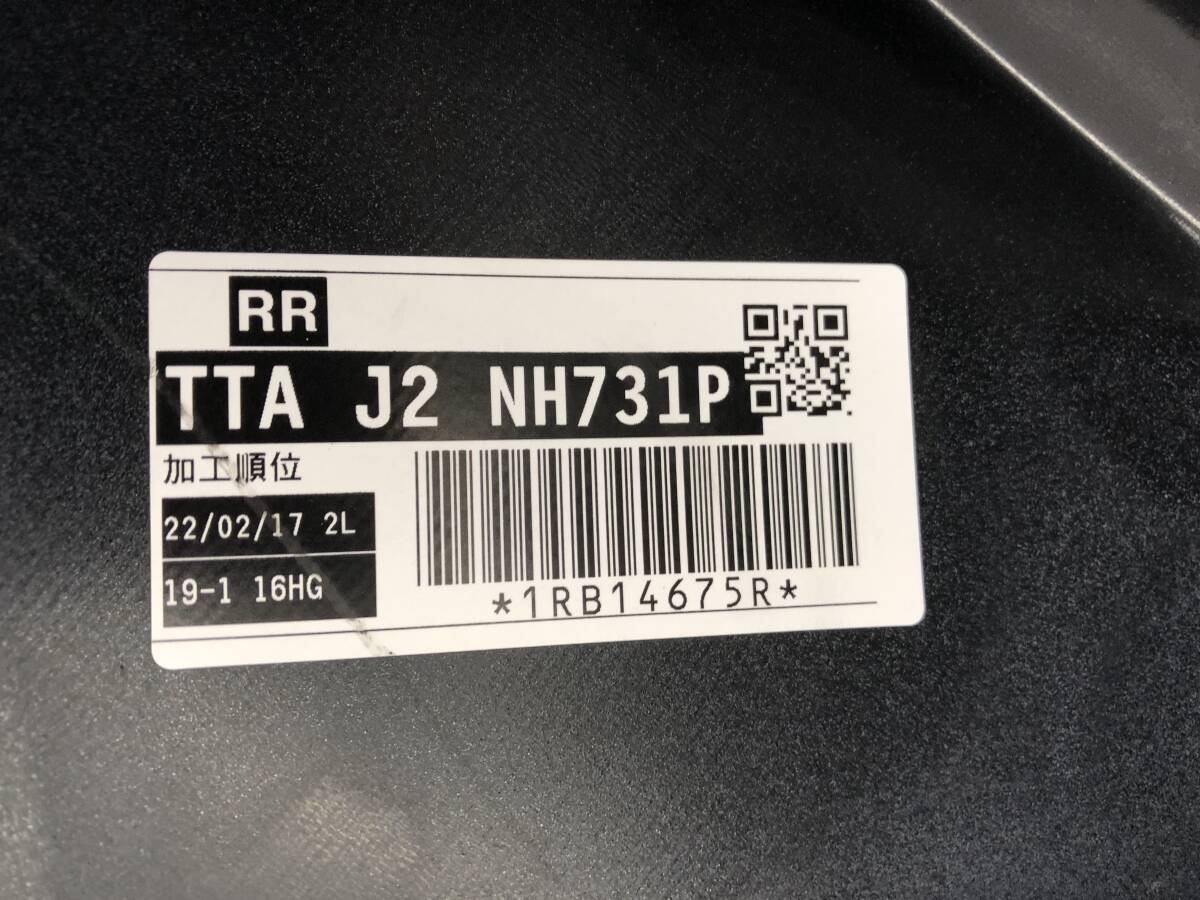 RR
TTA J2 NH731P
加工順位
22/02/17 2L
19-1 16HG
*1RB14675R*